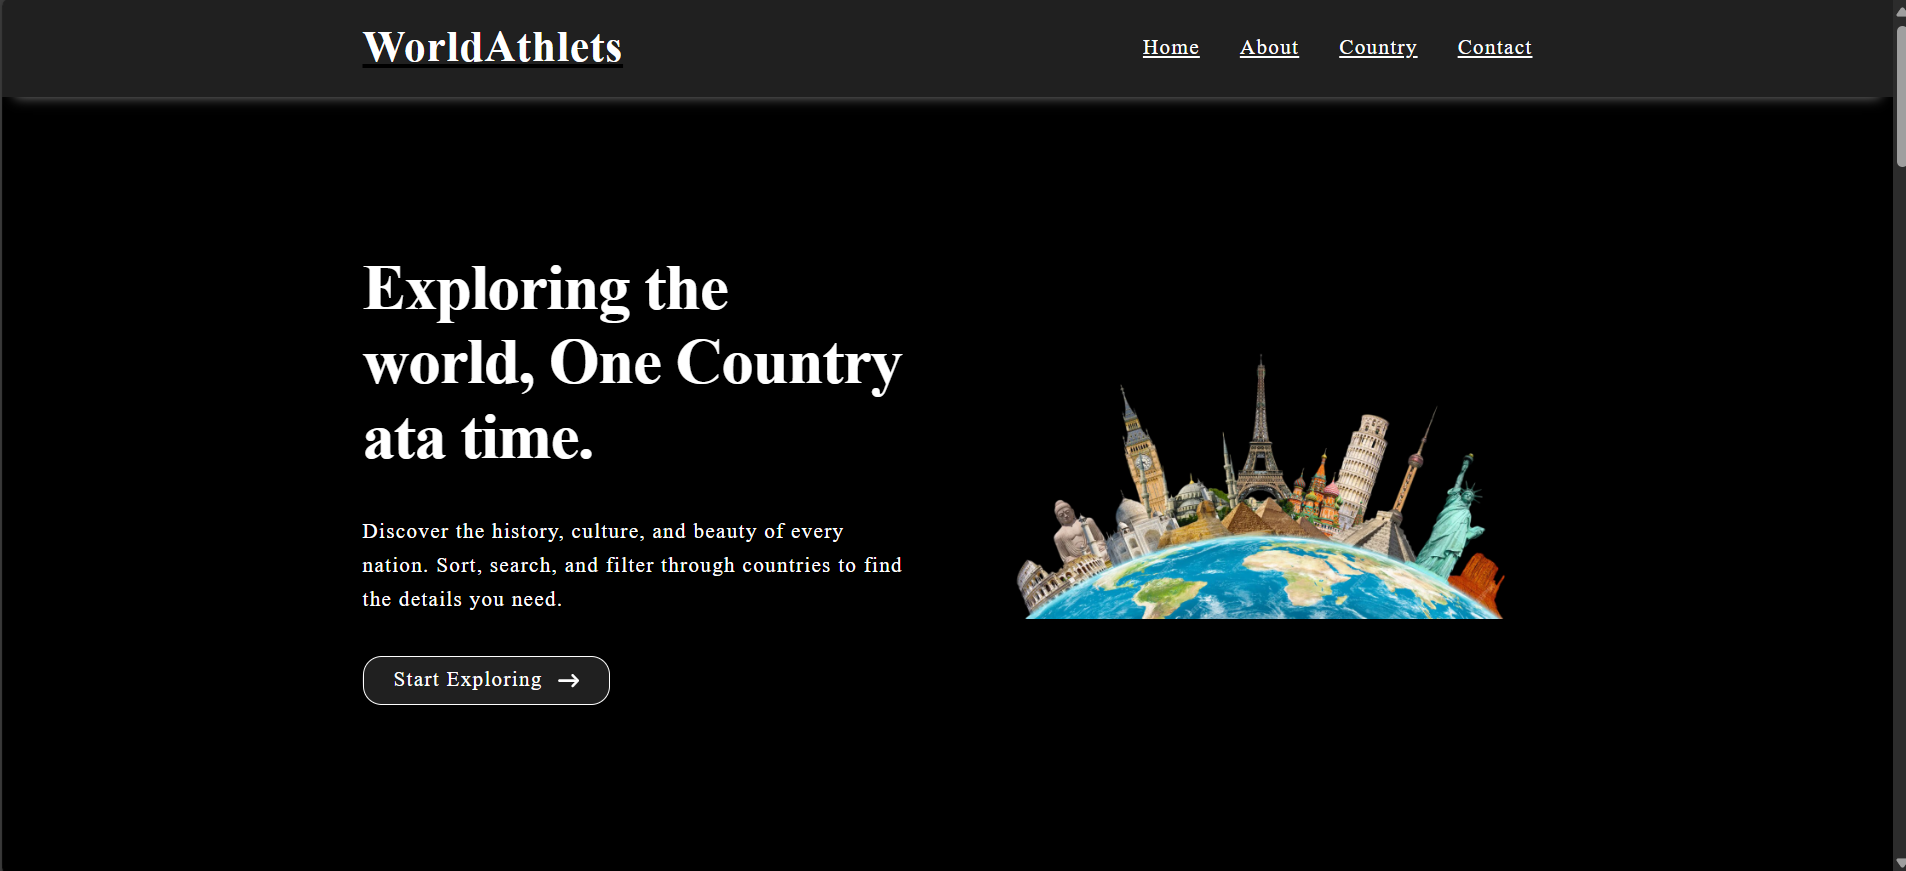 WorldAthlets
Home About Country Contact
Exploring the
world, One Country
ata time.
Discover the history, culture, and beauty of every
nation. Sort, search, and filter through countries to find
the details you need.
Start Exploring